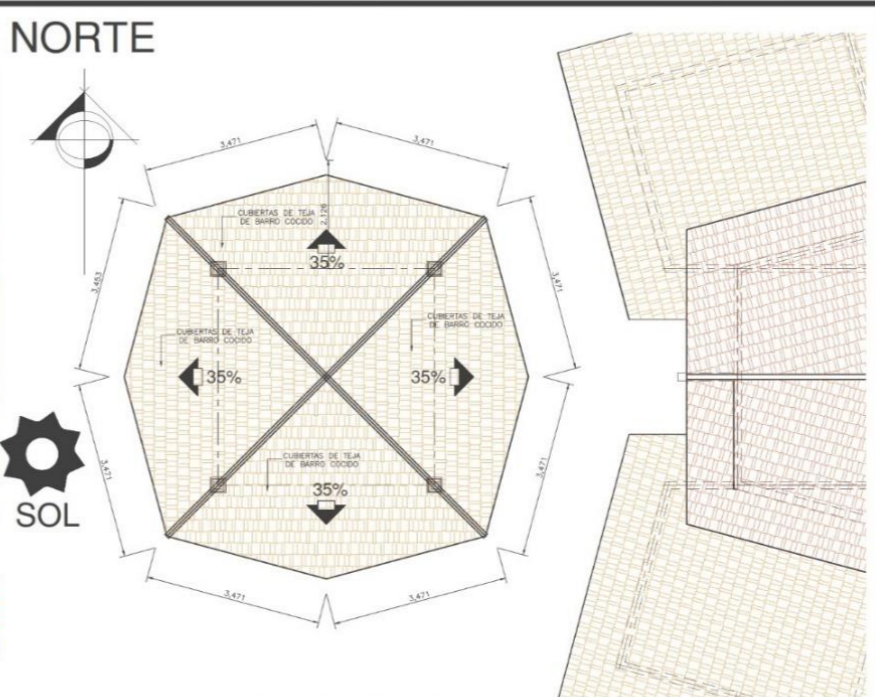 NORTE
3,471
3,471
CUBIERTAS DE TEJA
DE BARRO COCIDO
2,126
35%
3,453
3,471
CUBIERTAS DE TEJA
DE BARRO COCIDO
CUBIERTAS DE TEJA
DE BARRO COCIDO
35%
35%
SOL
3,471
CUBIERTAS DE TEJA
DE BARRO COCIDO
35%
3,471
3,471
3,471